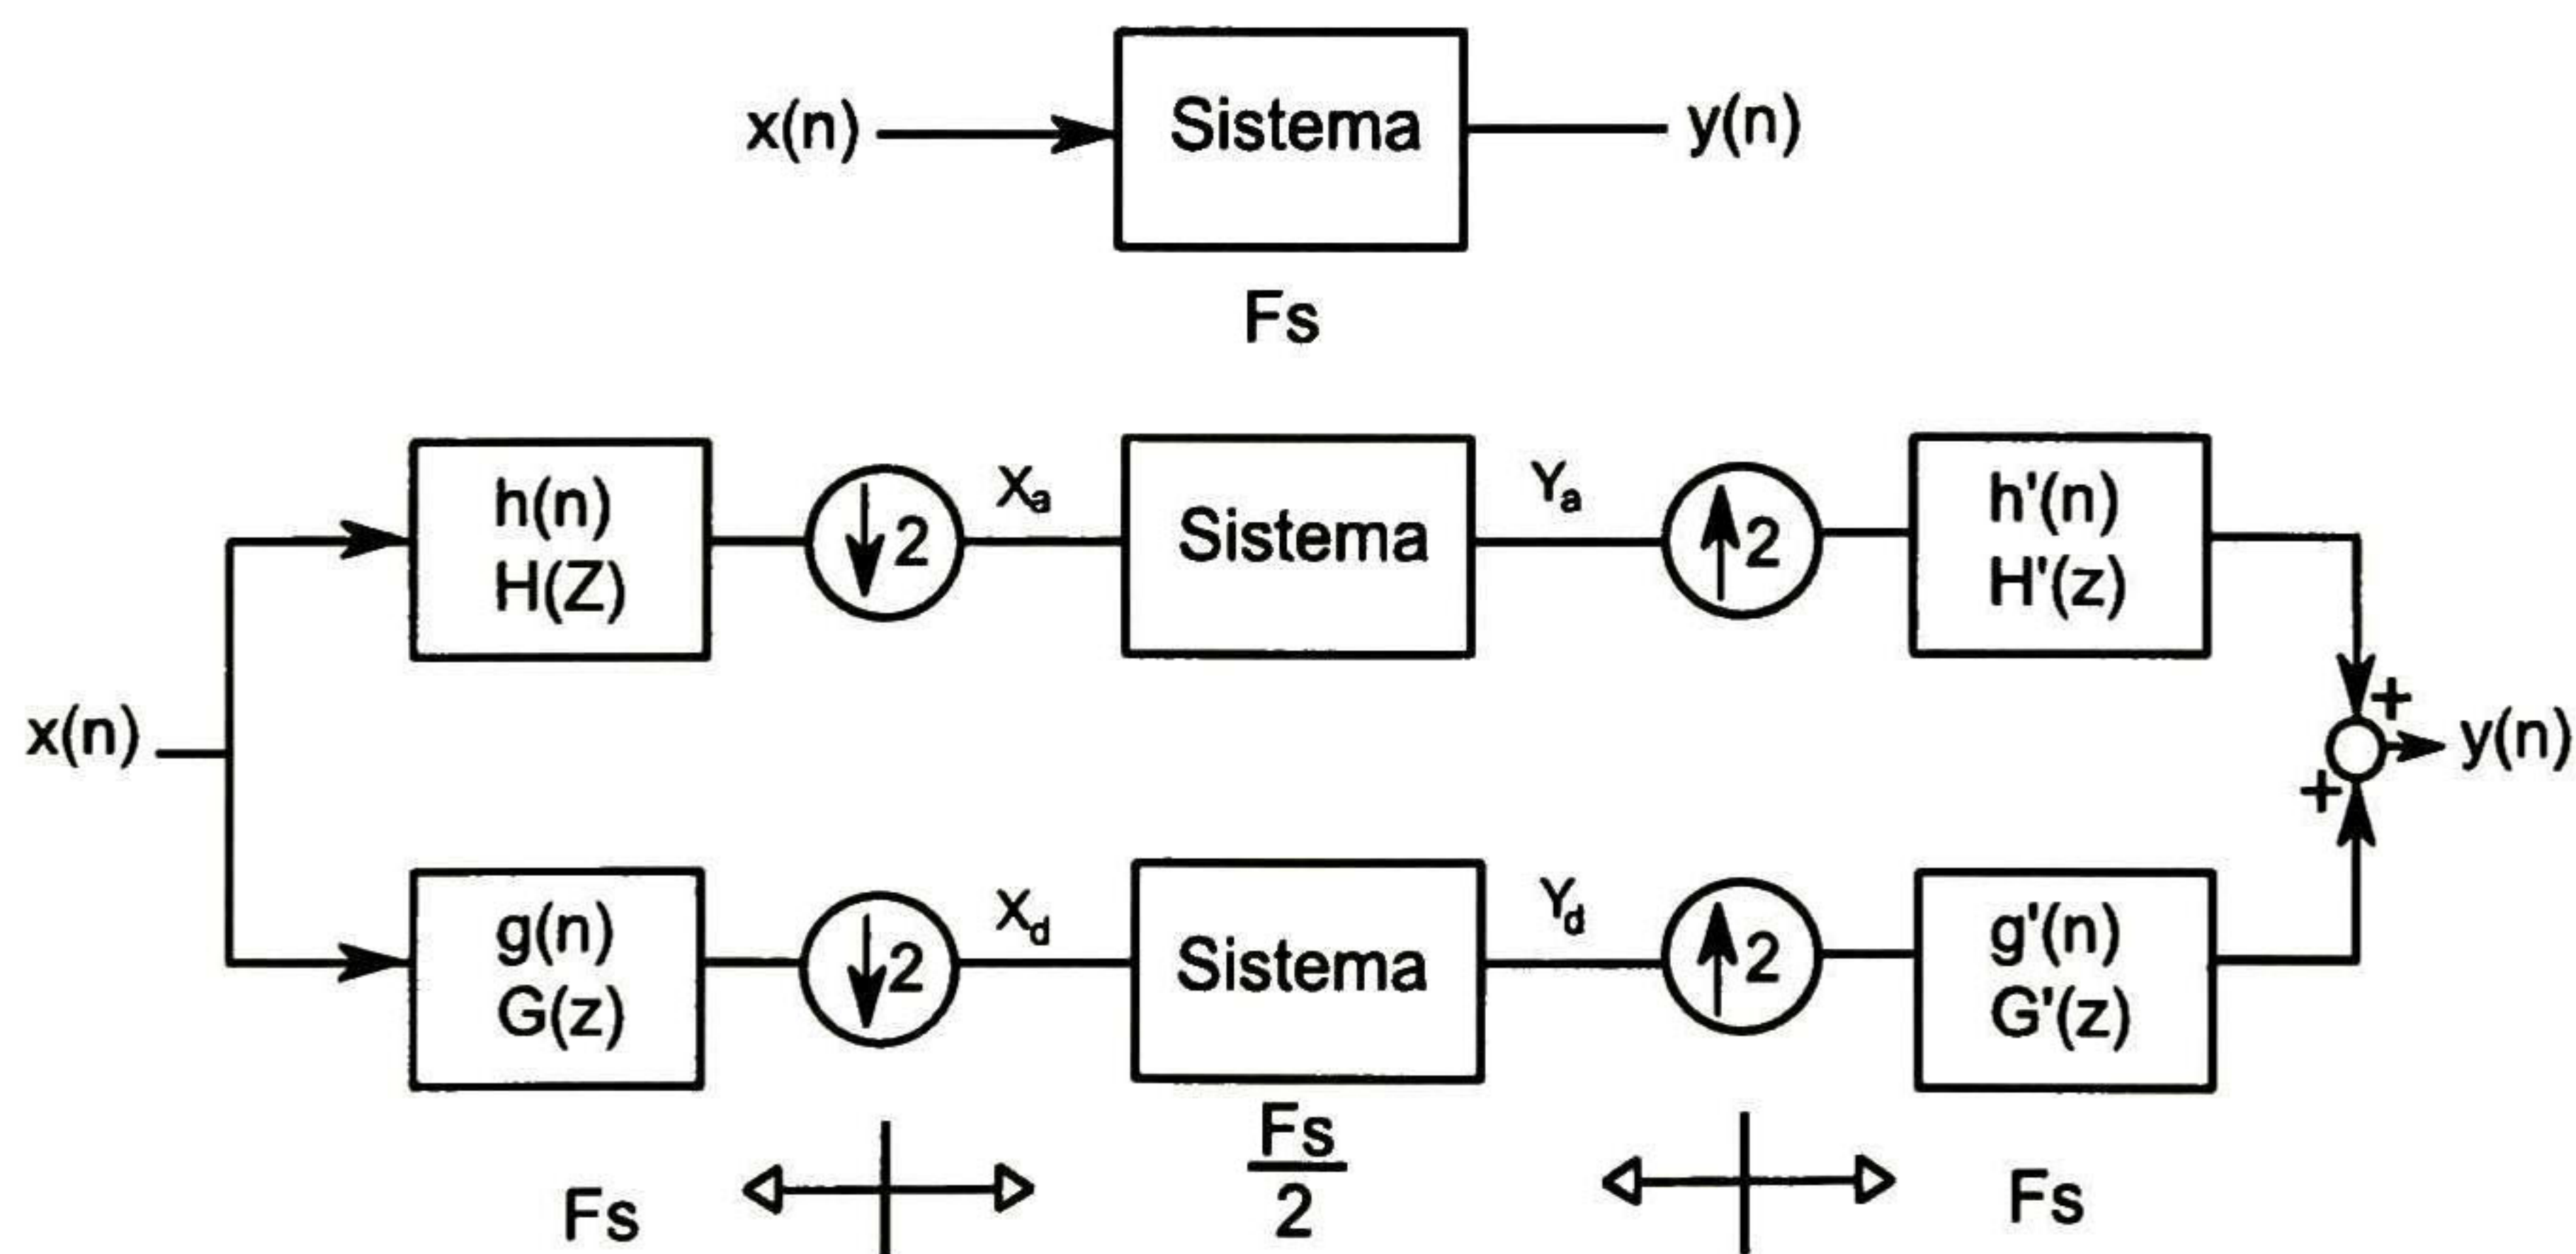 x(n)
Sistema
y(n)
Fs
h(n)
H(Z)
↓2
Xa
Sistema
Ya
↑2
h'(n)
H'(z)
x(n)
+
+
y(n)
g(n)
G(z)
↓2
Xd
Sistema
Yd
↑2
g'(n)
G'(z)
Fs
Fs
2
Fs